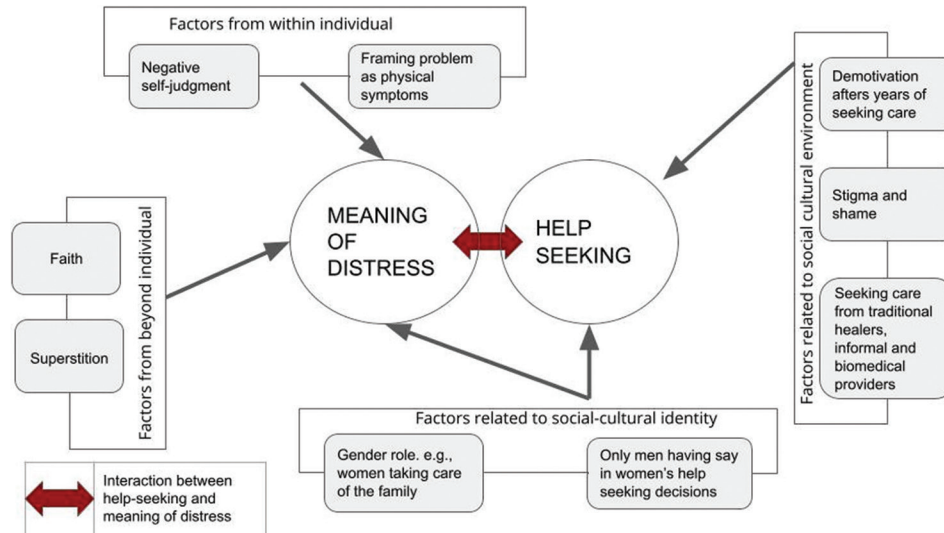 Factors from within individual
Negative
self-judgment
Framing problem
as physical
symptoms
Factors related to social cultural environment
Demotivation
afters years of
seeking care
Stigma and
shame
Seeking care
from traditional
healers,
informal and
biomedical
providers
MEANING
OF
DISTRESS
HELP
SEEKING
Faith
Superstition
Factors from beyond individual
Factors related to social-cultural identity
Gender role. e.g.,
women taking care
of the family
Only men having say
in women's help
seeking decisions
Interaction between
help-seeking and
meaning of distress